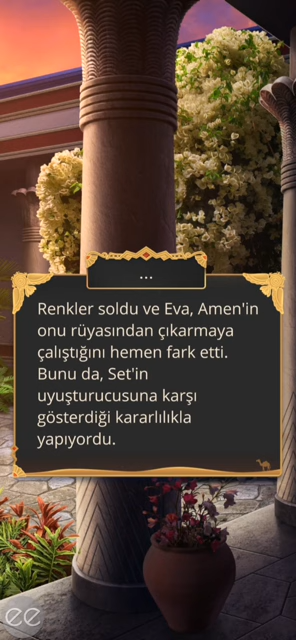 ...
Renkler soldu ve Eva, Amen'in
onu rüyasından çıkarmaya
çalıştığını hemen fark etti.
Bunu da, Set'in
uyuşturucusuna karşı
gösterdiği kararlılıkla
yapıyordu.
ee